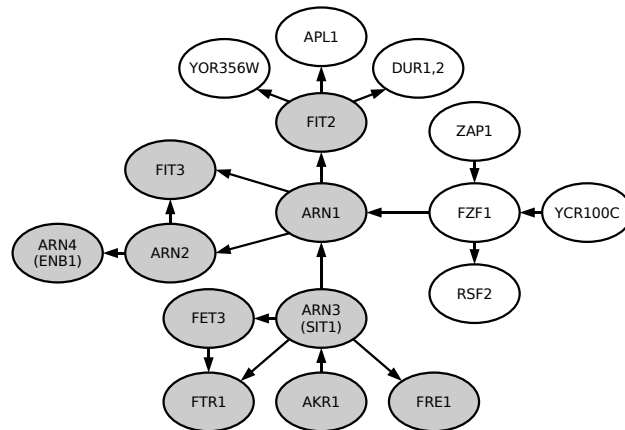 APL1
YOR356W
DUR1,2
FIT2
ZAP1
FIT3
ARN1
FZF1
YCR100C
ARN4
(ENB1)
ARN2
RSF2
FET3
ARN3
(SIT1)
FTR1
AKR1
FRE1